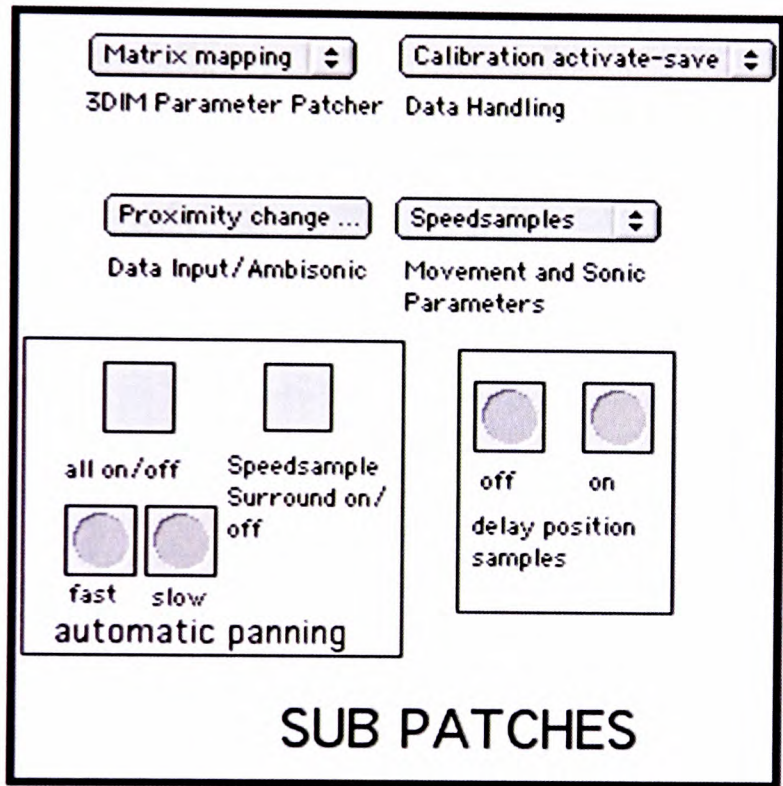 Matrix mapping
Calibration activate-save
3DIM Parameter Patcher
Data Handling
Proximity change ...
Speedsamples
Data Input/Ambisonic
Movement and Sonic
Parameters
all on/off
Speedsample
Surround on/
off
fast
slow
automatic panning
off
on
delay position
samples
SUB PATCHES